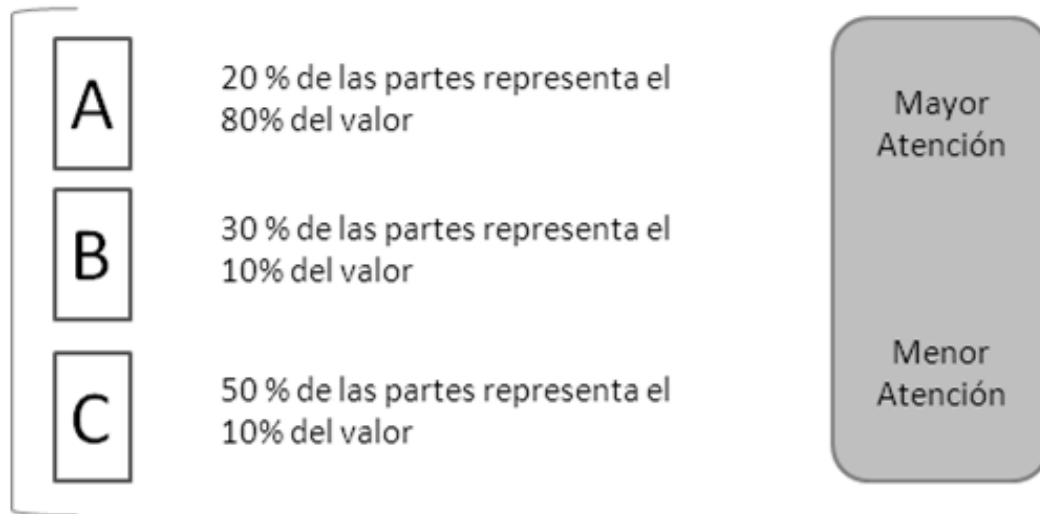 A
20 % de las partes representa el
80% del valor
B
30 % de las partes representa el
10% del valor
C
50 % de las partes representa el
10% del valor
Mayor
Atención
Menor
Atención